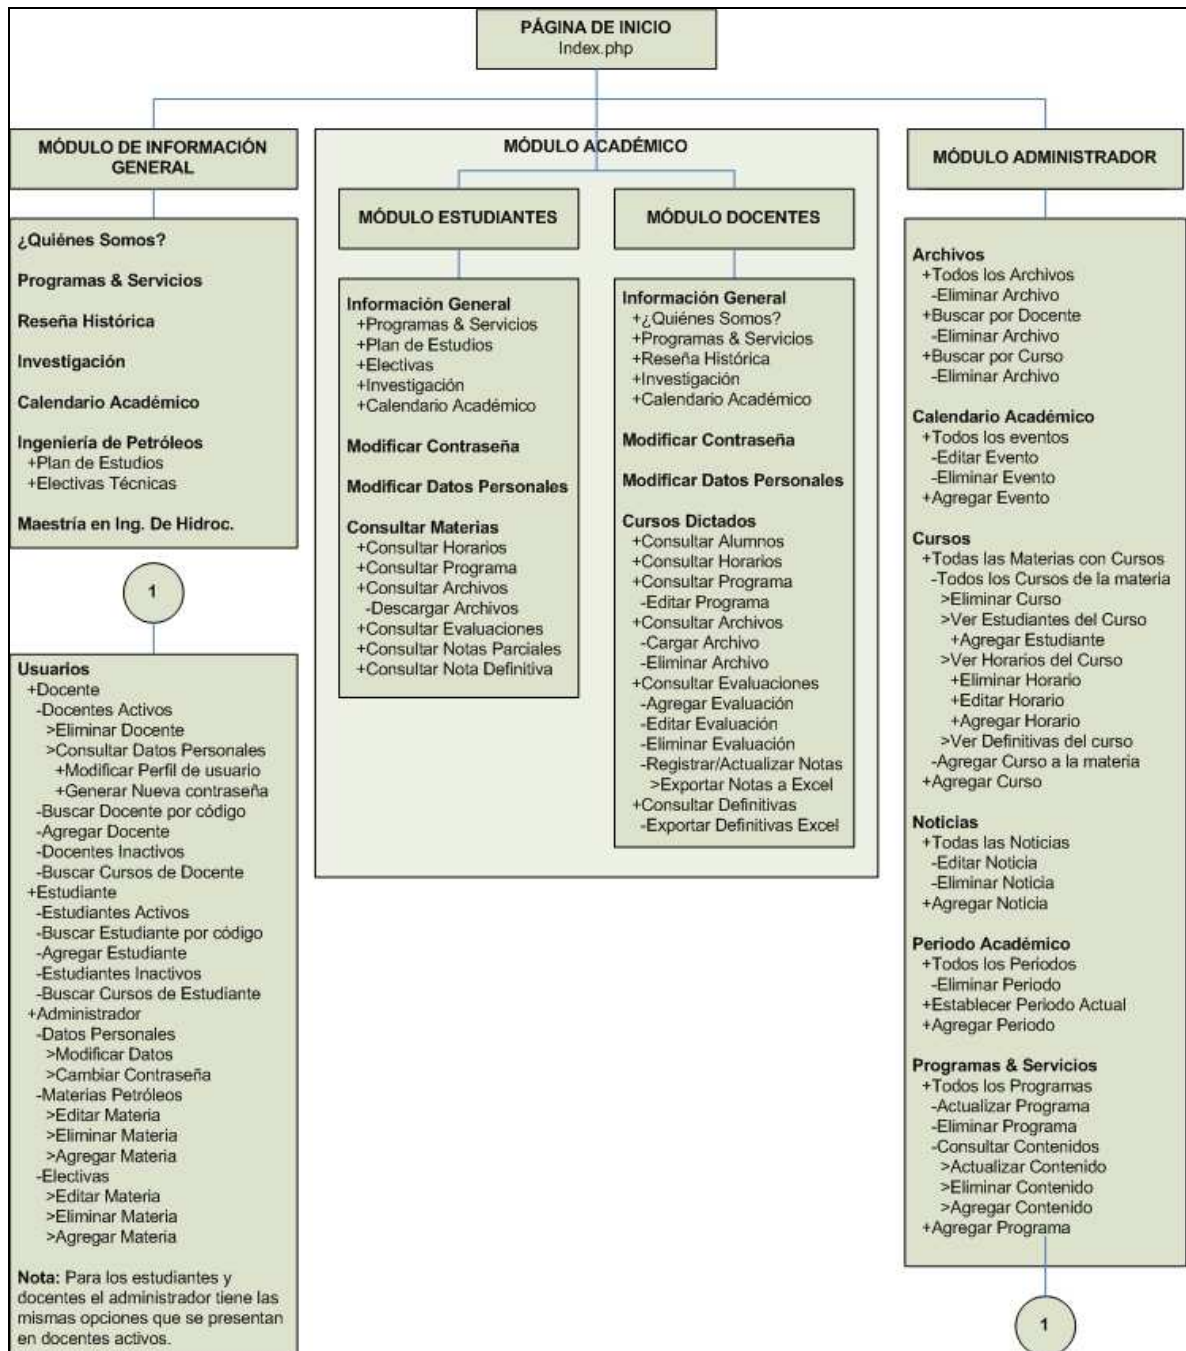 PÁGINA DE INICIO
Index.php
MÓDULO DE INFORMACIÓN
GENERAL
¿Quiénes Somos?
Programas & Servicios
Reseña Histórica
Investigación
Calendario Académico
Ingeniería de Petróleos
+Plan de Estudios
+Electivas Técnicas
Maestría en Ing. De Hidroc.
MÓDULO ACADÉMICO
MÓDULO ESTUDIANTES
Información General
+Programas & Servicios
+Plan de Estudios
+Electivas
+Investigación
+Calendario Académico
Modificar Contraseña
Modificar Datos Personales
Consultar Materias
+Consultar Horarios
+Consultar Programa
+Consultar Archivos
-Descargar Archivos
+Consultar Evaluaciones
+Consultar Notas Parciales
+Consultar Nota Definitiva
MÓDULO DOCENTES
Información General
+¿Quiénes Somos?
+Programas & Servicios
+Reseña Histórica
+Investigación
+Calendario Académico
Modificar Contraseña
Modificar Datos Personales
Cursos Dictados
+Consultar Alumnos
+Consultar Horarios
+Consultar Programa
-Editar Programa
+Consultar Archivos
-Cargar Archivo
-Eliminar Archivo
+Consultar Evaluaciones
-Agregar Evaluación
-Editar Evaluación
-Eliminar Evaluación
-Registrar/Actualizar Notas
>Exportar Notas a Excel
+Consultar Definitivas
-Exportar Definitivas Excel
MÓDULO ADMINISTRADOR
Archivos
+Todos los Archivos
-Eliminar Archivo
+Buscar por Docente
-Eliminar Archivo
+Buscar por Curso
-Eliminar Archivo
Calendario Académico
+Todos los eventos
-Editar Evento
-Eliminar Evento
+Agregar Evento
Cursos
+Todas las Materias con Cursos
-Todos los Cursos de la materia
>Eliminar Curso
>Ver Estudiantes del Curso
+Agregar Estudiante
>Ver Horarios del Curso
+Eliminar Horario
+Editar Horario
+Agregar Horario
>Ver Definitivas del curso
-Agregar Curso a la materia
+Agregar Curso
Noticias
+Todas las Noticias
-Editar Noticia
-Eliminar Noticia
+Agregar Noticia
Periodo Académico
+Todos los Periodos
-Eliminar Periodo
+Establecer Periodo Actual
+Agregar Periodo
Programas & Servicios
+Todos los Programas
-Actualizar Programa
-Eliminar Programa
-Consultar Contenidos
>Actualizar Contenido
>Eliminar Contenido
>Agregar Contenido
+Agregar Programa
1
1
Usuarios
+Docente
-Docentes Activos
>Eliminar Docente
>Consultar Datos Personales
+Modificar Perfil de usuario
+Generar Nueva contraseña
-Buscar Docente por código
-Agregar Docente
-Docentes Inactivos
-Buscar Cursos de Docente
+Estudiante
-Estudiantes Activos
-Buscar Estudiante por código
-Agregar Estudiante
-Estudiantes Inactivos
-Buscar Cursos de Estudiante
+Administrador
-Datos Personales
>Modificar Datos
>Cambiar Contraseña
-Materias Petróleos
>Editar Materia
>Eliminar Materia
>Agregar Materia
-Electivas
>Editar Materia
>Eliminar Materia
>Agregar Materia
Nota: Para los estudiantes y
docentes el administrador tiene las
mismas opciones que se presentan
en docentes activos.